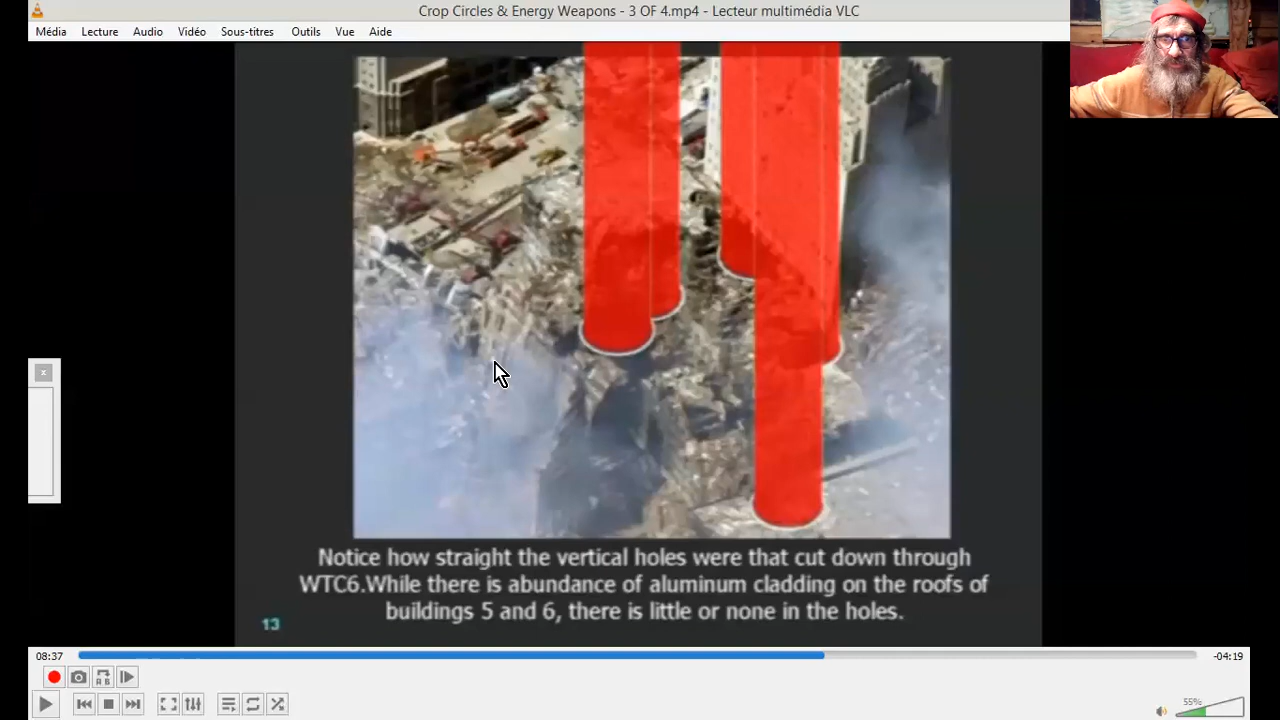 Crop Circles & Energy Weapons - 3 OF 4.mp4 - Lecteur multimédia VLC
Média Lecture Audio Vidéo Sous-titres Outils Vue Aide
x
Notice how straight the vertical holes were that cut down through
WTC6.While there is abundance of aluminum cladding on the roofs of
buildings 5 and 6, there is little or none in the holes.
13
08:37 -04:19
A B
55%